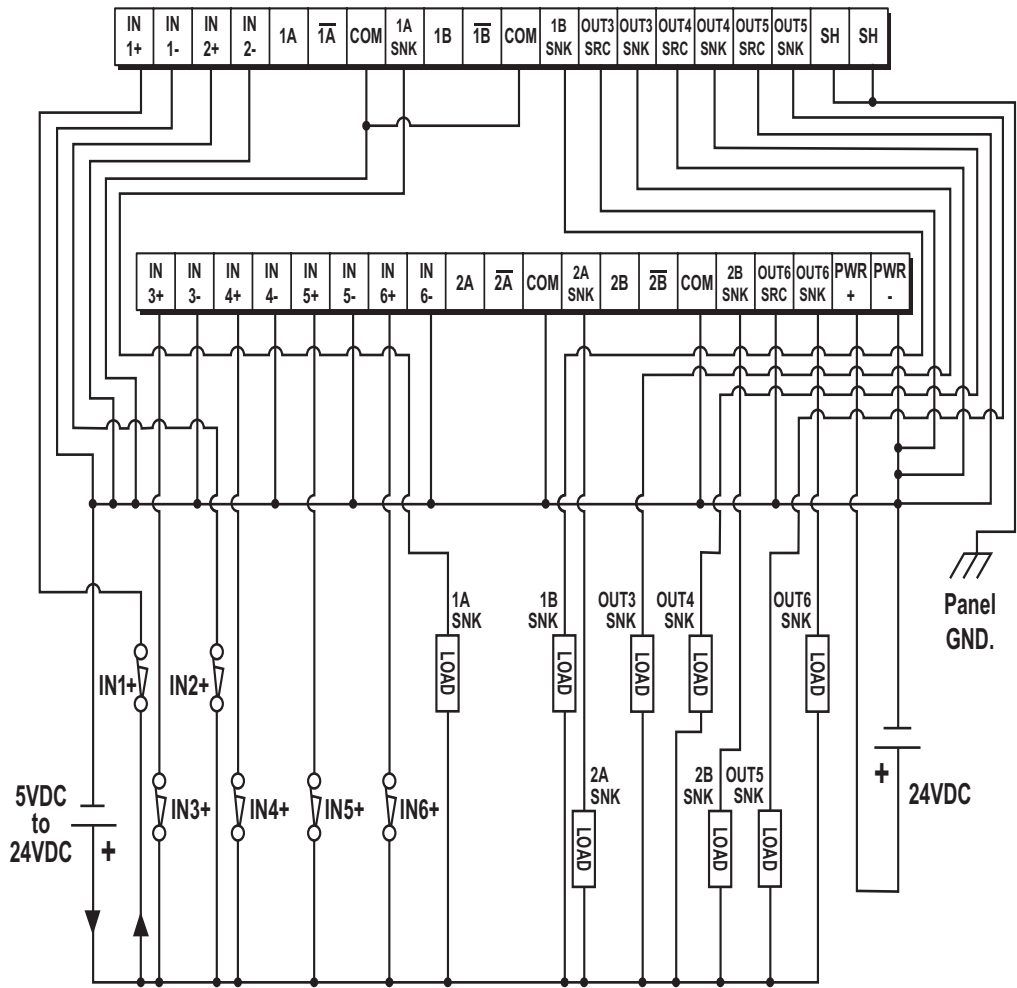 IN 1+
IN 1-
IN 2+
IN 2-
1A
1̅A̅
COM
1A SNK
1B
1̅B̅
COM
1B SNK
OUT3 SRC
OUT3 SNK
OUT4 SRC
OUT4 SNK
OUT5 SRC
OUT5 SNK
SH
SH
IN 3+
IN 3-
IN 4+
IN 4-
IN 5+
IN 5-
IN 6+
IN 6-
2A
2̅A̅
COM
2A SNK
2B
2̅B̅
COM
2B SNK
OUT6 SRC
OUT6 SNK
PWR +
PWR -
Panel
GND.
1A
SNK
LOAD
1B
SNK
LOAD
OUT3
SNK
LOAD
OUT4
SNK
LOAD
OUT6
SNK
LOAD
IN1+
IN2+
IN3+
IN4+
IN5+
IN6+
2A
SNK
LOAD
2B
SNK
LOAD
OUT5
SNK
LOAD
5VDC
to
24VDC
+
+
24VDC